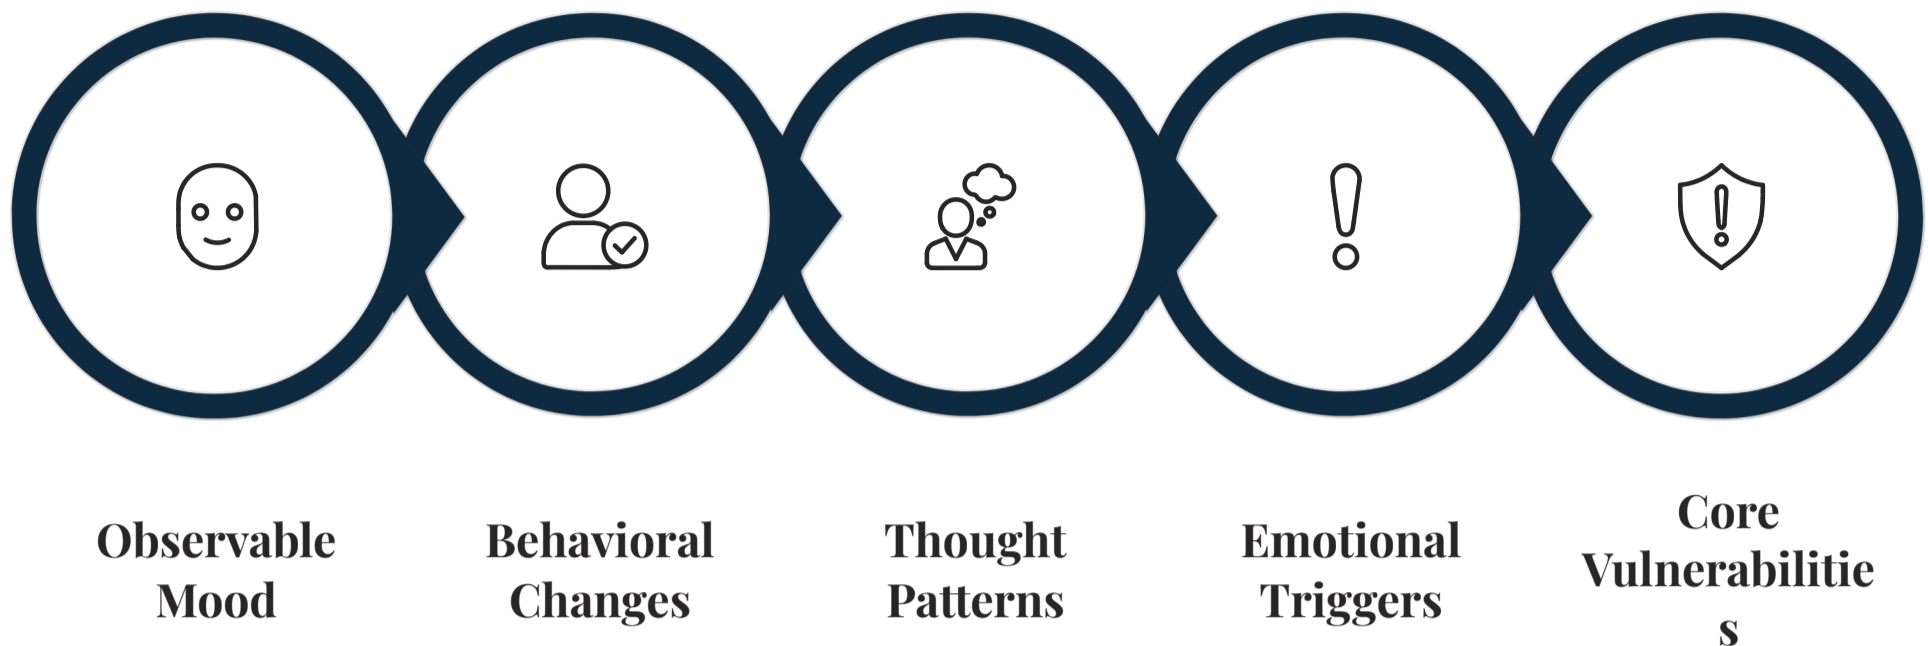 Observable
Mood
Behavioral
Changes
Thought
Patterns
Emotional
Triggers
Core
Vulnerabilitie
s